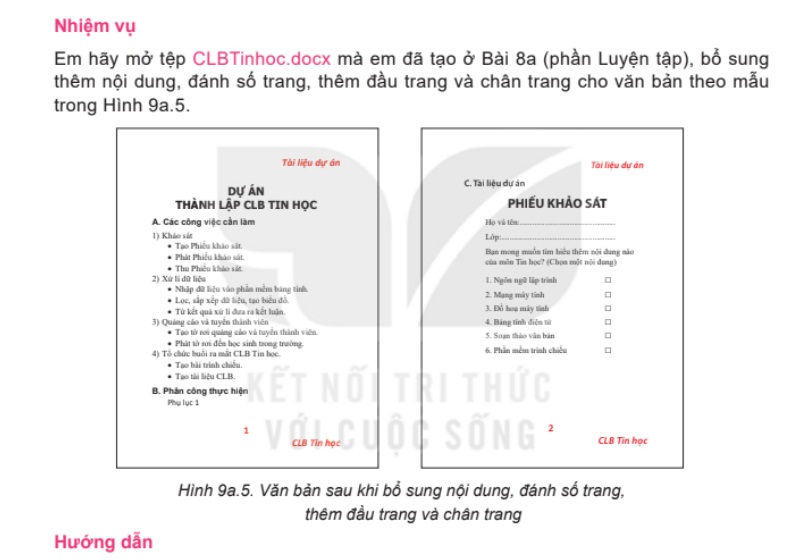 Nhiệm vụ
Em hãy mở tệp CLBTinhoc.docx mà em đã tạo ở Bài 8a (phần Luyện tập), bổ sung
thêm nội dung, đánh số trang, thêm đầu trang và chân trang cho văn bản theo mẫu
trong Hình 9a.5.
Tài liệu dự án
DỰ ÁN
THÀNH LẬP CLB TIN HỌC
A. Các công việc cần làm
1) Khảo sát
• Tạo Phiếu khảo sát.
• Phát Phiếu khảo sát.
• Thu Phiếu khảo sát.
2) Xử lí dữ liệu
• Nhập dữ liệu vào phần mềm bảng tính.
• Lọc, sắp xếp dữ liệu, tạo biểu đồ.
• Từ kết quả xử lí đưa ra kết luận.
3) Quảng cáo và tuyển thành viên
• Tạo tờ rơi quảng cáo và tuyển thành viên.
• Phát tờ rơi đến học sinh trong trường.
4) Tổ chức buổi ra mắt CLB Tin học.
• Tạo bài trình chiếu.
• Tạo tài liệu CLB.
B. Phân công thực hiện
Phụ lục 1
1
CLB Tin học
Tài liệu dự án
C. Tài liệu dự án
PHIẾU KHẢO SÁT
Họ và tên:..........................................
Lớp:..................................................
Bạn mong muốn tìm hiểu thêm nội dung nào
của môn Tin học? (Chọn một nội dung)
1. Ngôn ngữ lập trình □
2. Mạng máy tính □
3. Đồ hoạ máy tính □
4. Bảng tính điện tử □
5. Soạn thảo văn bản □
6. Phần mềm trình chiếu □
2
CLB Tin học
KẾT NỐI TRI THỨC
VỚI CUỘC SỐNG
Hình 9a.5. Văn bản sau khi bổ sung nội dung, đánh số trang,
thêm đầu trang và chân trang
Hướng dẫn